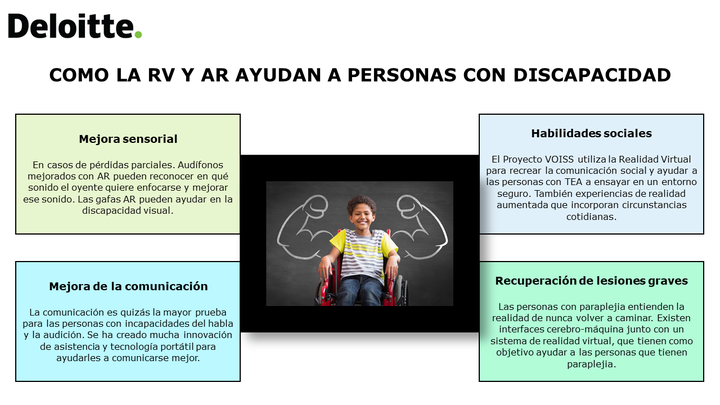 Deloitte.
COMO LA RV Y AR AYUDAN A PERSONAS CON DISCAPACIDAD
Mejora sensorial
En casos de pérdidas parciales. Audífonos
mejorados con AR pueden reconocer en qué
sonido el oyente quiere enfocarse y mejorar
ese sonido. Las gafas AR pueden ayudar en la
discapacidad visual.
Habilidades sociales
El Proyecto VOISS utiliza la Realidad Virtual
para recrear la comunicación social y ayudar a
las personas con TEA a ensayar en un entorno
seguro. También experiencias de realidad
aumentada que incorporan circunstancias
cotidianas.
Mejora de la comunicación
La comunicación es quizás la mayor prueba
para las personas con incapacidades del habla
y la audición. Se ha creado mucha innovación
de asistencia y tecnología portátil para
ayudarles a comunicarse mejor.
Recuperación de lesiones graves
Las personas con paraplejia entienden la
realidad de nunca volver a caminar. Existen
interfaces cerebro-máquina junto con un
sistema de realidad virtual, que tienen como
objetivo ayudar a las personas que tienen
paraplejia.